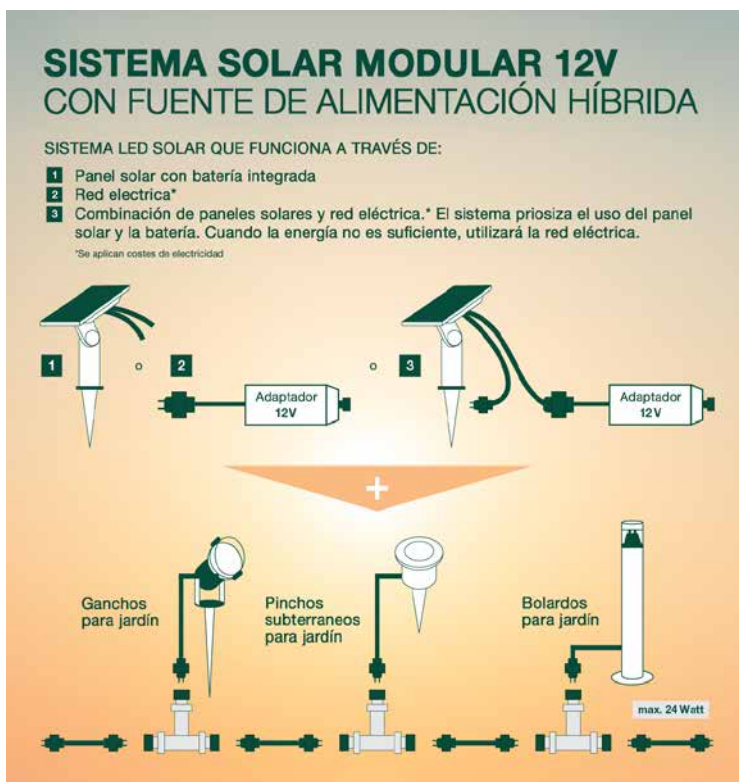 SISTEMA SOLAR MODULAR 12V
CON FUENTE DE ALIMENTACIÓN HÍBRIDA
SISTEMA LED SOLAR QUE FUNCIONA A TRAVÉS DE:
1 Panel solar con batería integrada
2 Red electrica*
3 Combinación de paneles solares y red eléctrica.* El sistema priosiza el uso del panel
solar y la batería. Cuando la energía no es suficiente, utilizará la red eléctrica.
*Se aplican costes de electricidad
1 o 2 o 3
Adaptador
12V
Adaptador
12V
+
Ganchos
para jardín
Pinchos
subterraneos
para jardín
Bolardos
para jardín
max. 24 Watt